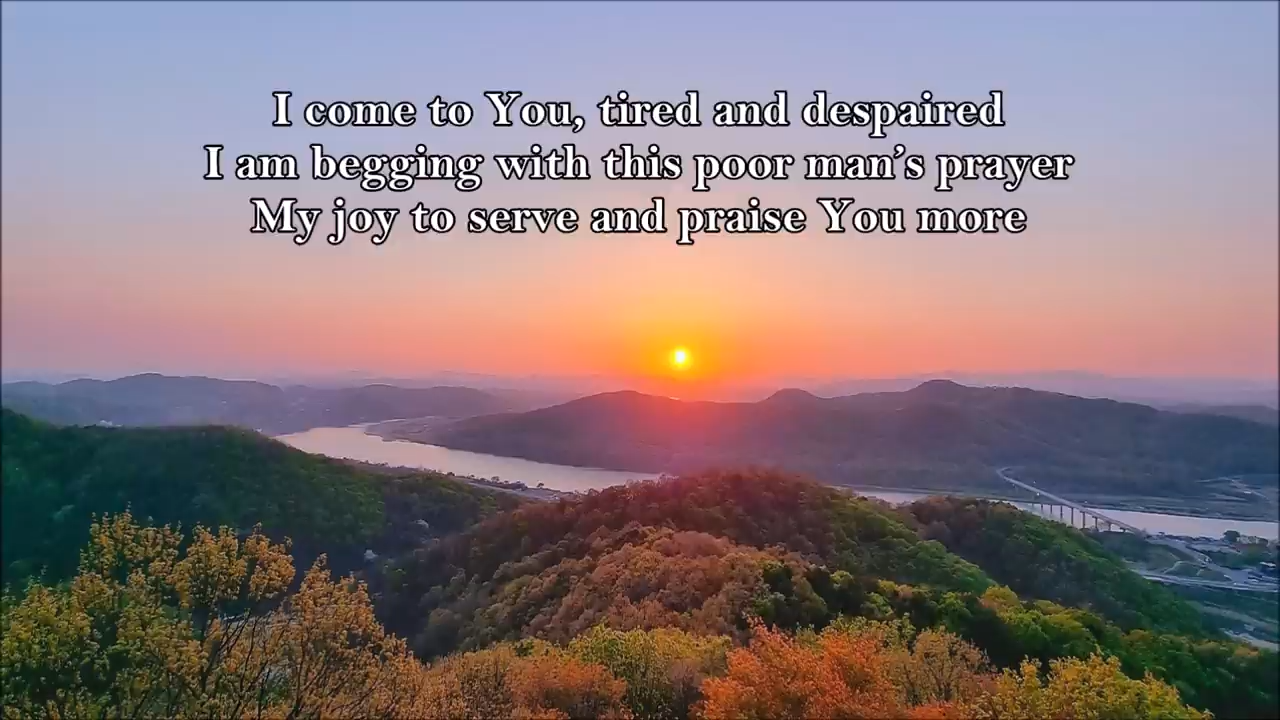 I come to You, tired and despaired
I am begging with this poor man’s prayer
My joy to serve and praise You more